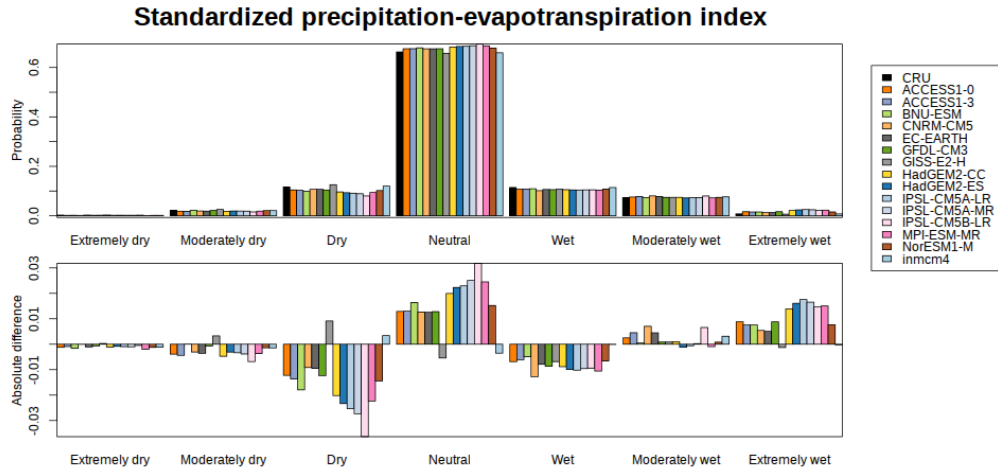 Standardized precipitation-evapotranspiration index
Probability
0.6
0.4
0.2
0.0
Extremely dry Moderately dry Dry Neutral Wet Moderately wet Extremely wet
CRU
ACCESS1-0
ACCESS1-3
BNU-ESM
CNRM-CM5
EC-EARTH
GFDL-CM3
GISS-E2-H
HadGEM2-CC
HadGEM2-ES
IPSL-CM5A-LR
IPSL-CM5A-MR
IPSL-CM5B-LR
MPI-ESM-MR
NorESM1-M
inmcm4
Absolute difference
0.03
0.01
-0.01
-0.03
Extremely dry Moderately dry Dry Neutral Wet Moderately wet Extremely wet